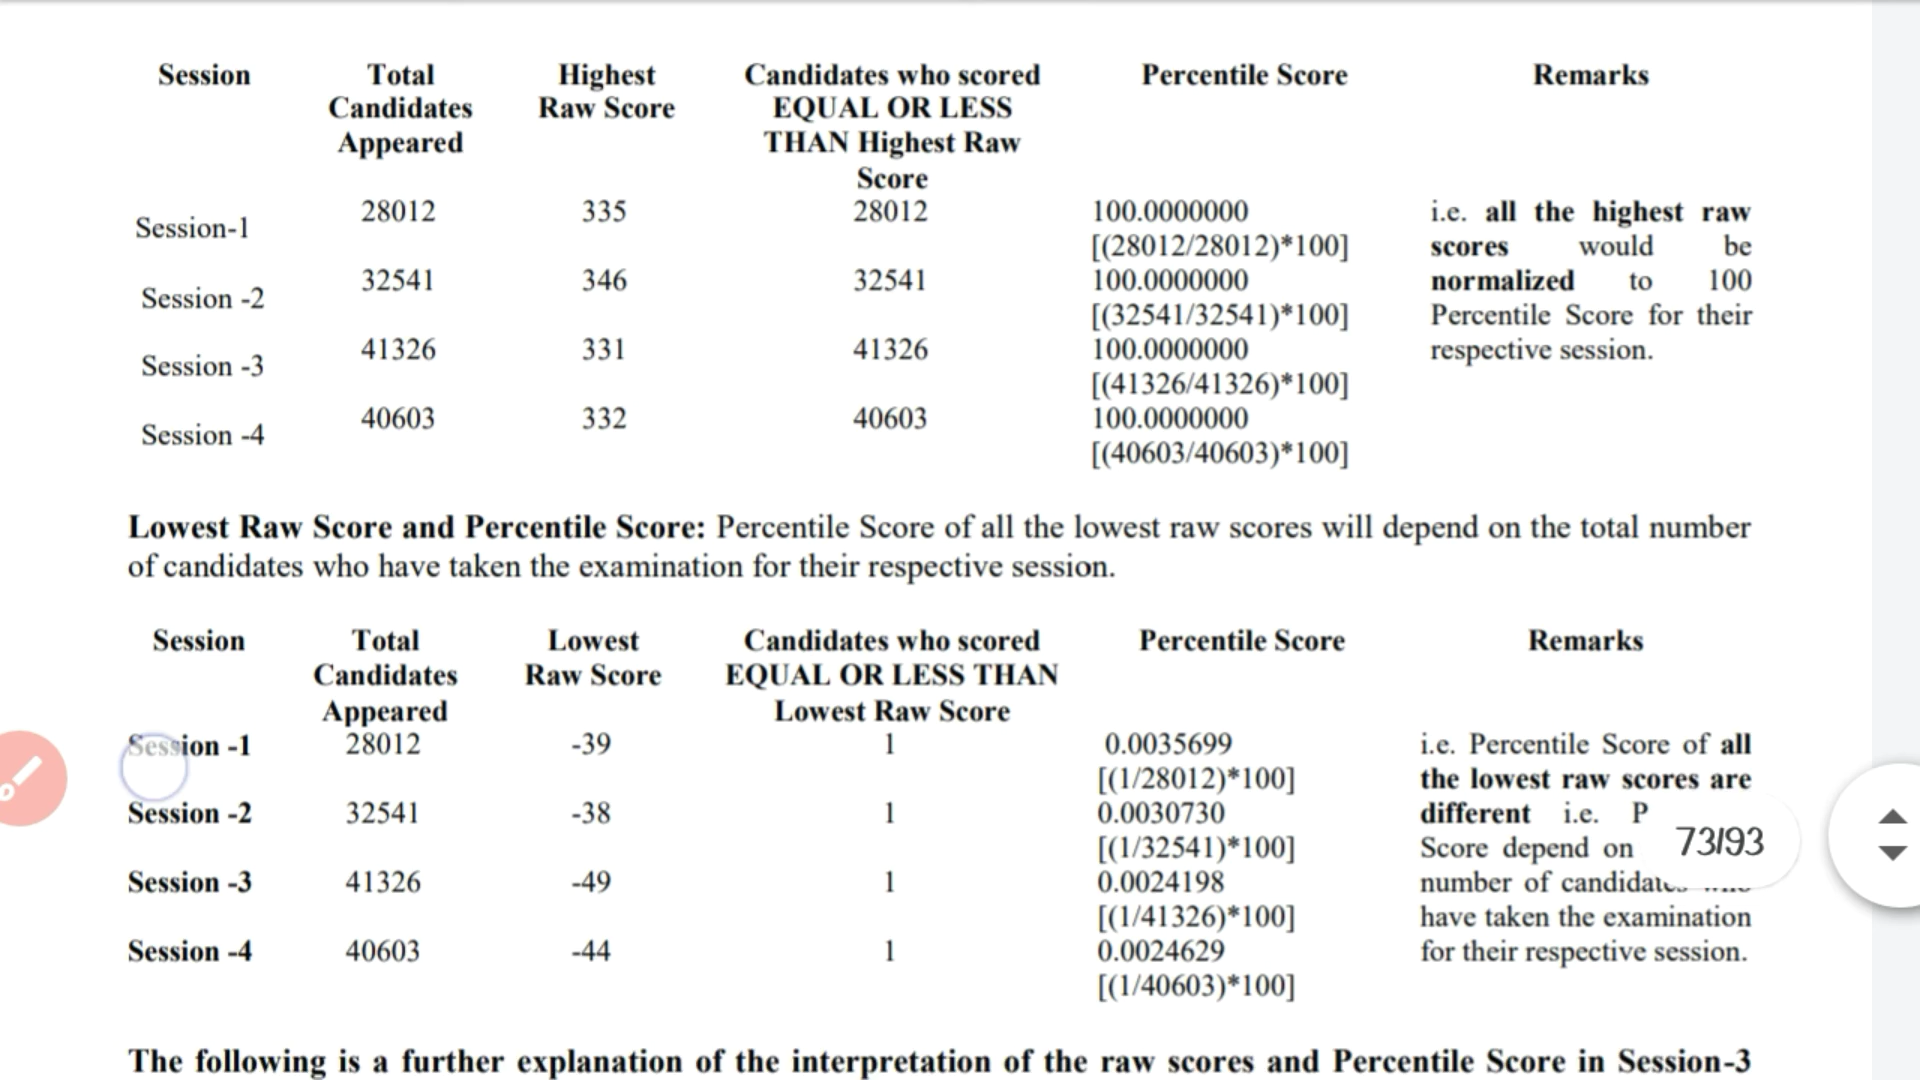 Session Total Highest Candidates who scored Percentile Score Remarks
Candidates Raw Score EQUAL OR LESS
Appeared THAN Highest Raw
Score
Session-1 28012 335 28012 100.0000000 i.e. all the highest raw
[(28012/28012)*100] scores would be
Session -2 32541 346 32541 100.0000000 normalized to 100
[(32541/32541)*100] Percentile Score for their
Session -3 41326 331 41326 100.0000000 respective session.
[(41326/41326)*100]
Session -4 40603 332 40603 100.0000000
[(40603/40603)*100]
Lowest Raw Score and Percentile Score: Percentile Score of all the lowest raw scores will depend on the total number
of candidates who have taken the examination for their respective session.
Session Total Lowest Candidates who scored Percentile Score Remarks
Candidates Raw Score EQUAL OR LESS THAN
Appeared Lowest Raw Score
Session -1 28012 -39 1 0.0035699 i.e. Percentile Score of all
[(1/28012)*100] the lowest raw scores are
Session -2 32541 -38 1 0.0030730 different i.e. P
[(1/32541)*100] Score depend on
73/93
Session -3 41326 -49 1 0.0024198 number of
[(1/41326)*100] have taken the examination
Session -4 40603 -44 1 0.0024629 for their respective session.
[(1/40603)*100]
The following is a further explanation of the interpretation of the raw scores and Percentile Score in Session-3